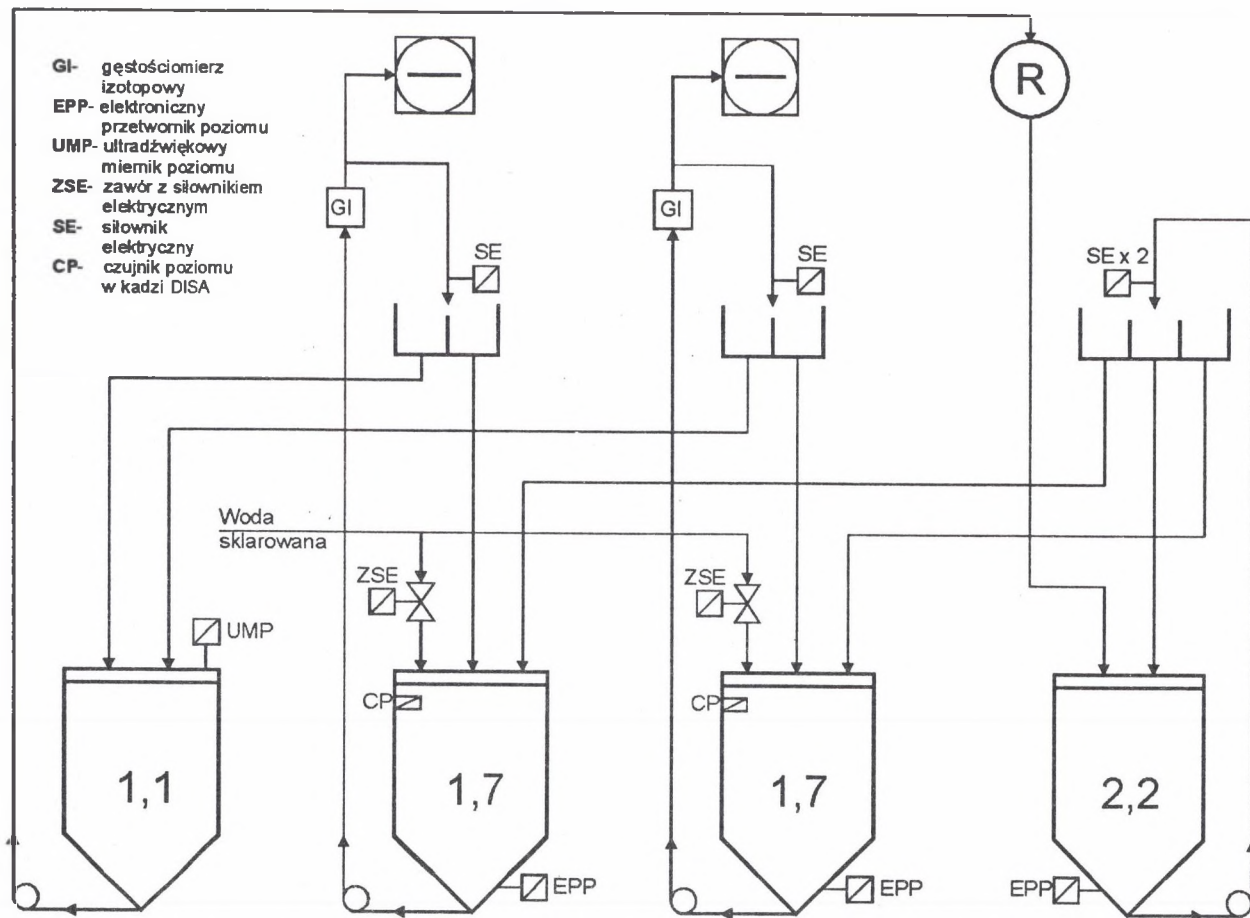 GI- gęstościomierz
izotopowy
EPP- elektroniczny
przetwornik poziomu
UMP- ultradźwiękowy
miernik poziomu
ZSE- zawór z siłownikiem
elektrycznym
SE- siłownik
elektryczny
CP- czujnik poziomu
w kadzi DISA
R
GI
GI
SE
SE
SE x 2
Woda
sklarowana
ZSE
ZSE
UMP
CP
CP
1,1
1,7
1,7
2,2
EPP
EPP
EPP